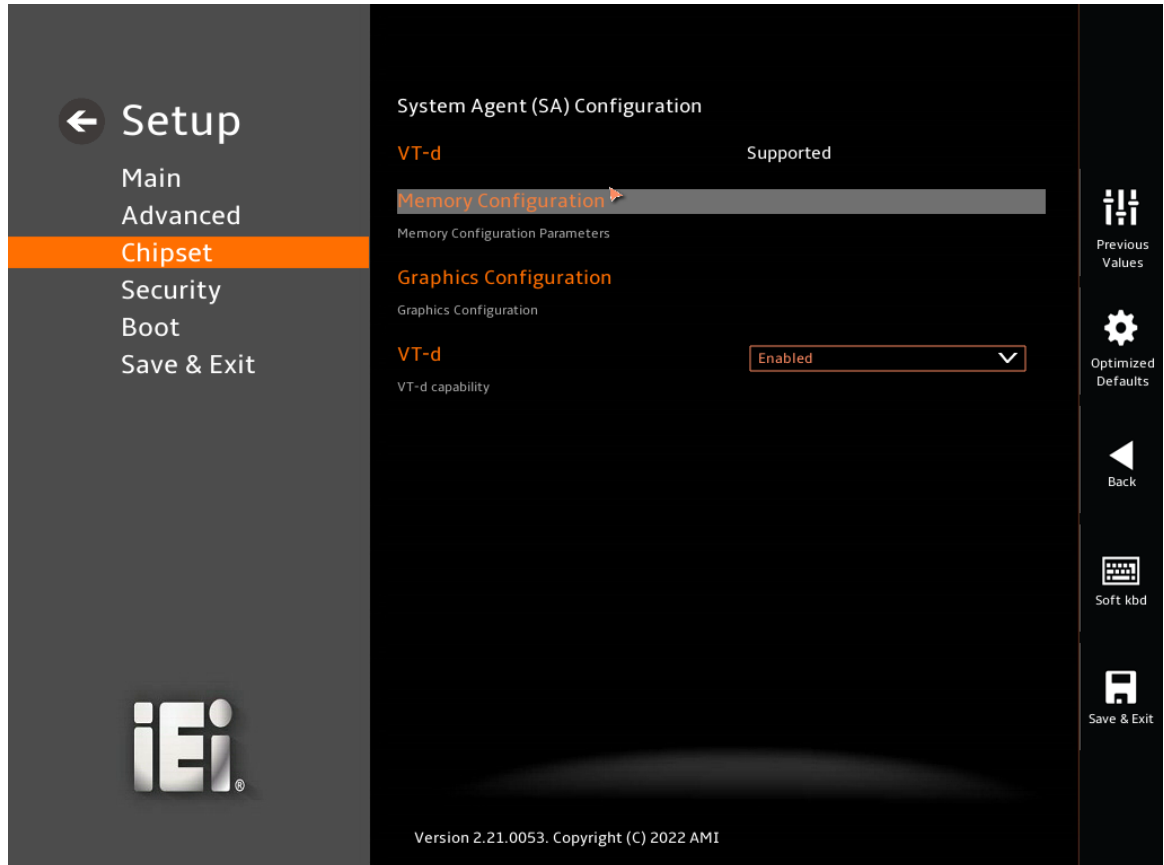 Setup
Main
Advanced
Chipset
Security
Boot
Save & Exit
iEi®
System Agent (SA) Configuration
VT-d Supported
Memory Configuration
Memory Configuration Parameters
Graphics Configuration
Graphics Configuration
VT-d Enabled
VT-d capability
Version 2.21.0053. Copyright (C) 2022 AMI
Previous
Values
Optimized
Defaults
Back
Soft kbd
Save & Exit